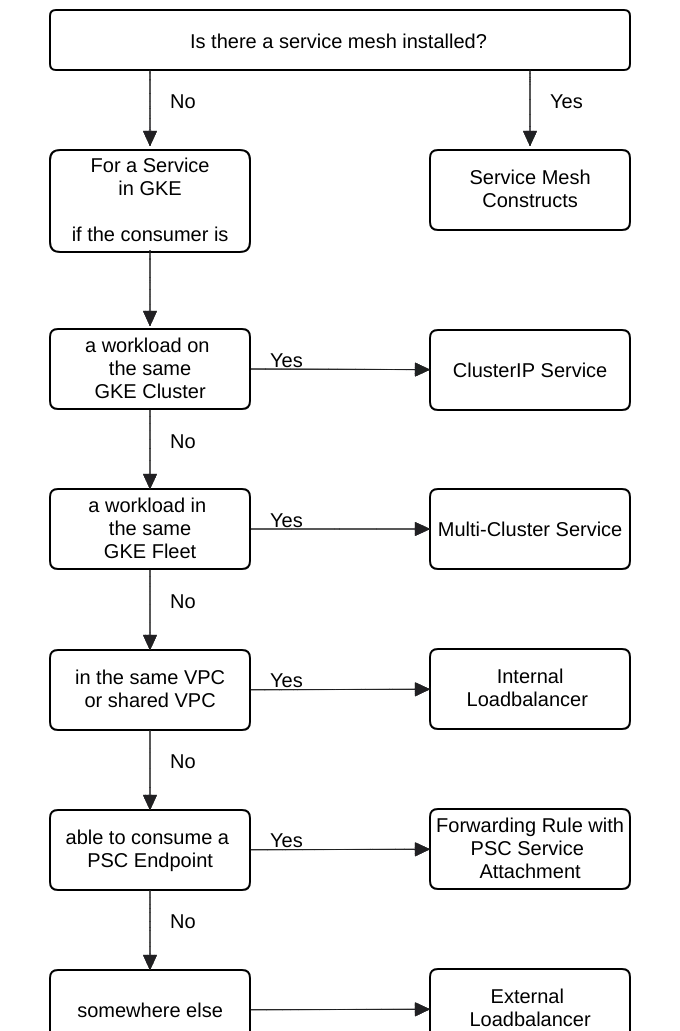 Is there a service mesh installed?
No
Yes
For a Service
in GKE
if the consumer is
Service Mesh
Constructs
a workload on
the same
GKE Cluster
Yes
ClusterIP Service
No
a workload in
the same
GKE Fleet
Yes
Multi-Cluster Service
No
in the same VPC
or shared VPC
Yes
Internal
Loadbalancer
No
able to consume a
PSC Endpoint
Yes
Forwarding Rule with
PSC Service
Attachment
No
somewhere else
External
Loadbalancer